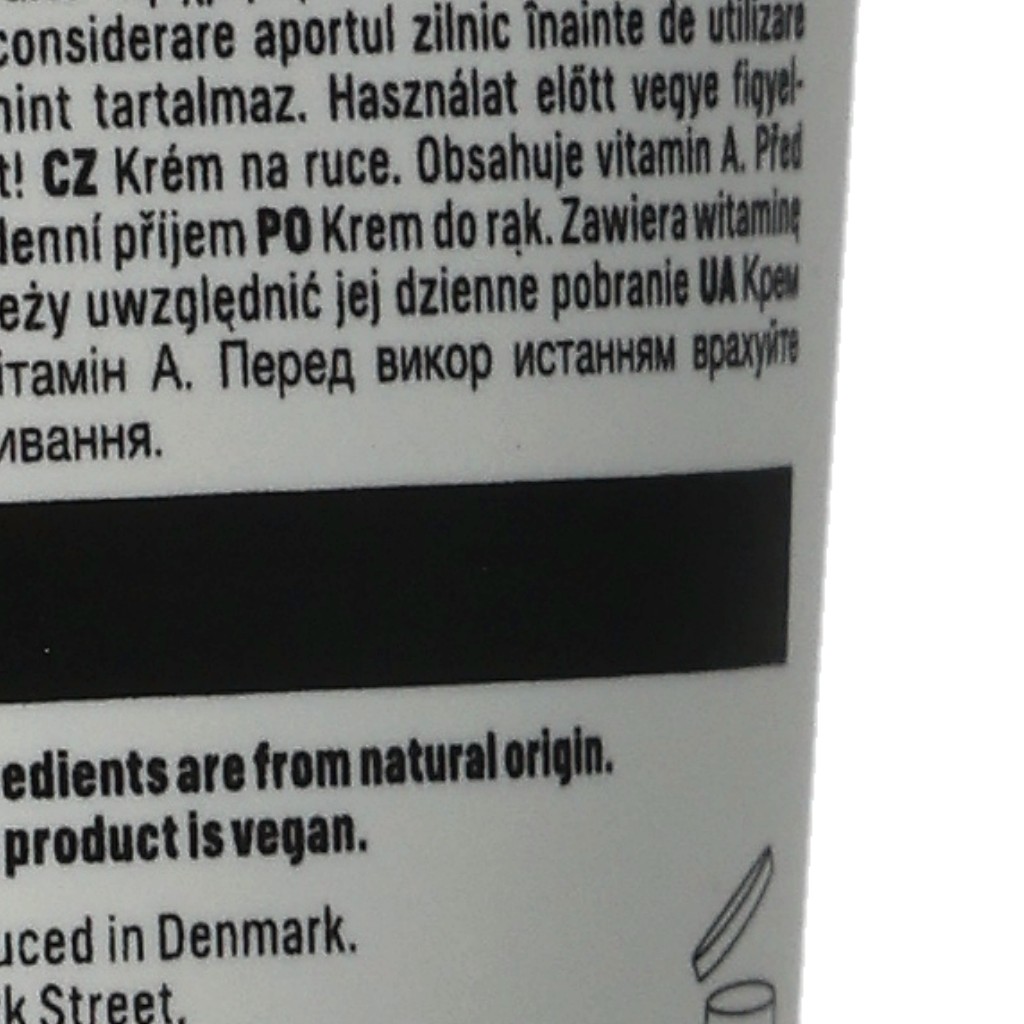 considerare aportul zilnic înainte de utilizare
mint tartalmaz. Használat előtt vegye figyel-
t! CZ Krém na ruce. Obsahuje vitamin A. Před
denní příjem PO Krem do rąk. Zawiera witaminę
eży uwzględnić jej dzienne pobranie UA Крем
ітамін А. Перед викор истанням врахуйте
ивання.
edients are from natural origin.
product is vegan.
uced in Denmark.
k Street,